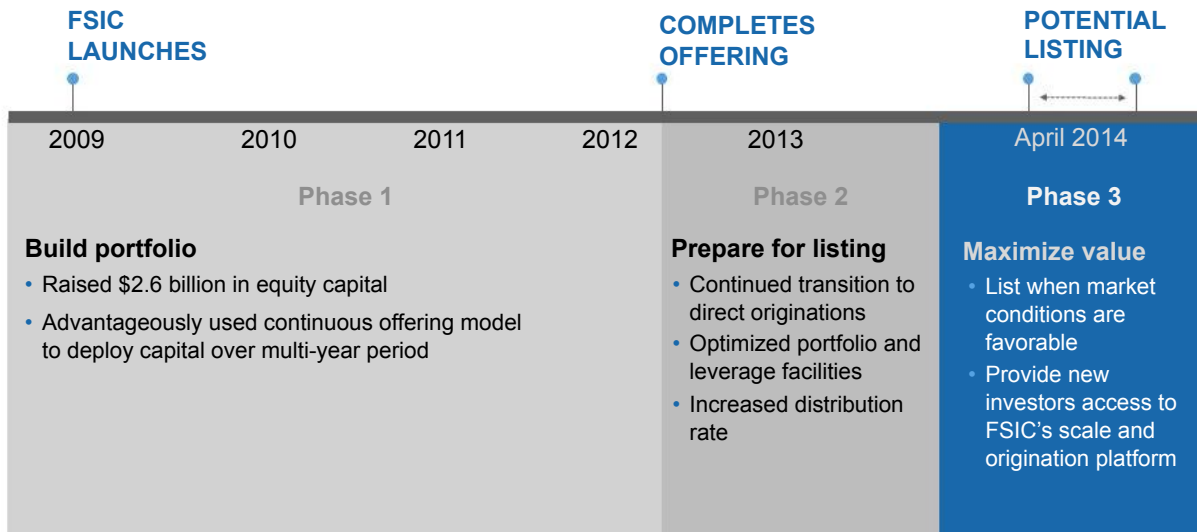 FSIC
LAUNCHES
COMPLETES
OFFERING
POTENTIAL
LISTING
2009
2010
2011
2012
2013
April 2014
Phase 1
Build portfolio
• Raised $2.6 billion in equity capital
• Advantageously used continuous offering model
to deploy capital over multi-year period
Phase 2
Prepare for listing
• Continued transition to
direct originations
• Optimized portfolio and
leverage facilities
• Increased distribution
rate
Phase 3
Maximize value
• List when market
conditions are
favorable
• Provide new
investors access to
FSIC's scale and
origination platform